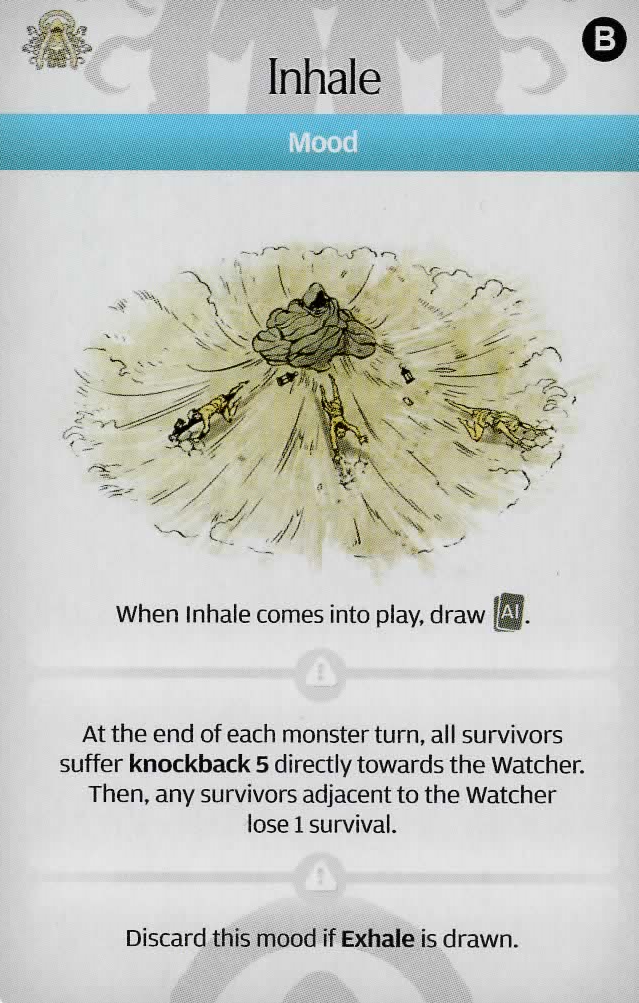 B
Inhale
Mood
When Inhale comes into play, draw AI.
At the end of each monster turn, all survivors
suffer knockback 5 directly towards the Watcher.
Then, any survivors adjacent to the Watcher
lose 1 survival.
Discard this mood if Exhale is drawn.